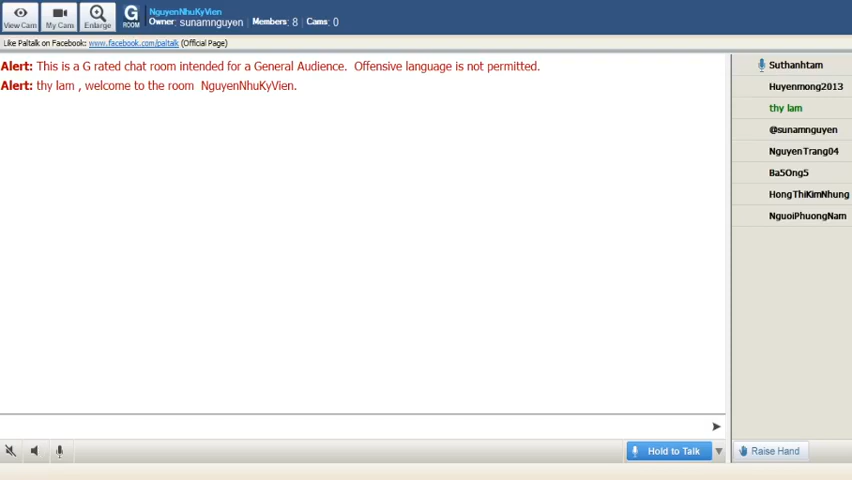 View Cam
My Cam
Enlarge
G
ROOM
NguyenNhuKyVien
Owner: sunamnguyen Members: 8 Cams: 0
Like Paltalk on Facebook: www.facebook.com/paltalk (Official Page)
Alert: This is a G rated chat room intended for a General Audience. Offensive language is not permitted.
Alert: thy lam , welcome to the room NguyenNhuKyVien.
Suthanhtam
Huyenmong2013
thy lam
@sunamnguyen
NguyenTrang04
Ba5Ong5
HongThiKimNhung
NguoiPhuongNam
Hold to Talk
Raise Hand